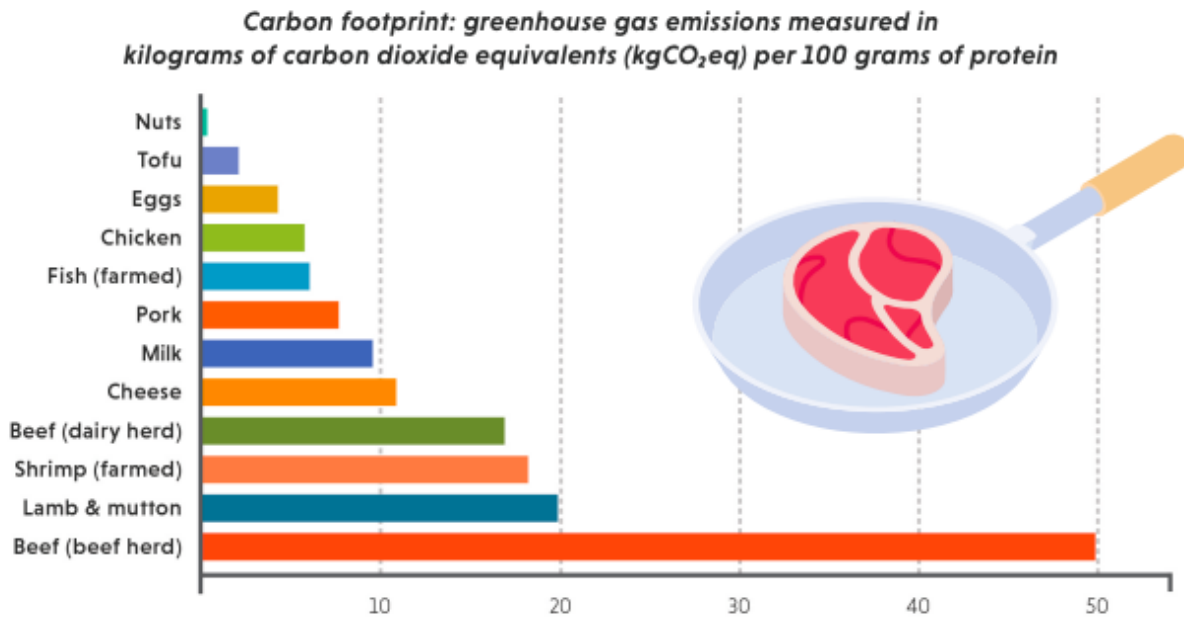 Carbon footprint: greenhouse gas emissions measured in
kilograms of carbon dioxide equivalents (kgCO₂eq) per 100 grams of protein
Nuts
Tofu
Eggs
Chicken
Fish (farmed)
Pork
Milk
Cheese
Beef (dairy herd)
Shrimp (farmed)
Lamb & mutton
Beef (beef herd)
10 20 30 40 50